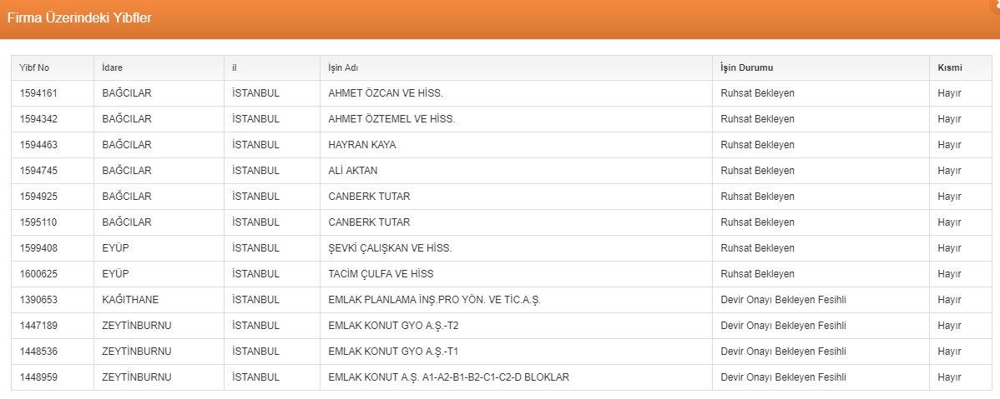 Firma Üzerindeki Yibfler
Yibf No İdare il İşin Adı İşin Durumu Kısmi
1594161 BAĞCILAR İSTANBUL AHMET ÖZCAN VE HİSS. Ruhsat Bekleyen Hayır
1594342 BAĞCILAR İSTANBUL AHMET ÖZTEMEL VE HİSS. Ruhsat Bekleyen Hayır
1594463 BAĞCILAR İSTANBUL HAYRAN KAYA Ruhsat Bekleyen Hayır
1594745 BAĞCILAR İSTANBUL ALİ AKTAN Ruhsat Bekleyen Hayır
1594925 BAĞCILAR İSTANBUL CANBERK TUTAR Ruhsat Bekleyen Hayır
1595110 BAĞCILAR İSTANBUL CANBERK TUTAR Ruhsat Bekleyen Hayır
1599408 EYÜP İSTANBUL ŞEVKİ ÇALIŞKAN VE HİSS. Ruhsat Bekleyen Hayır
1600625 EYÜP İSTANBUL TACİM ÇULFA VE HİSS Ruhsat Bekleyen Hayır
1390653 KAĞITHANE İSTANBUL EMLAK PLANLAMA İNŞ.PRO YÖN. VE TİC.A.Ş. Devir Onayı Bekleyen Fesihli Hayır
1447189 ZEYTİNBURNU İSTANBUL EMLAK KONUT GYO A.Ş.-T2 Devir Onayı Bekleyen Fesihli Hayır
1448536 ZEYTİNBURNU İSTANBUL EMLAK KONUT GYO A.Ş.-T1 Devir Onayı Bekleyen Fesihli Hayır
1448959 ZEYTİNBURNU İSTANBUL EMLAK KONUT A.Ş. A1-A2-B1-B2-C1-C2-D BLOKLAR Devir Onayı Bekleyen Fesihli Hayır